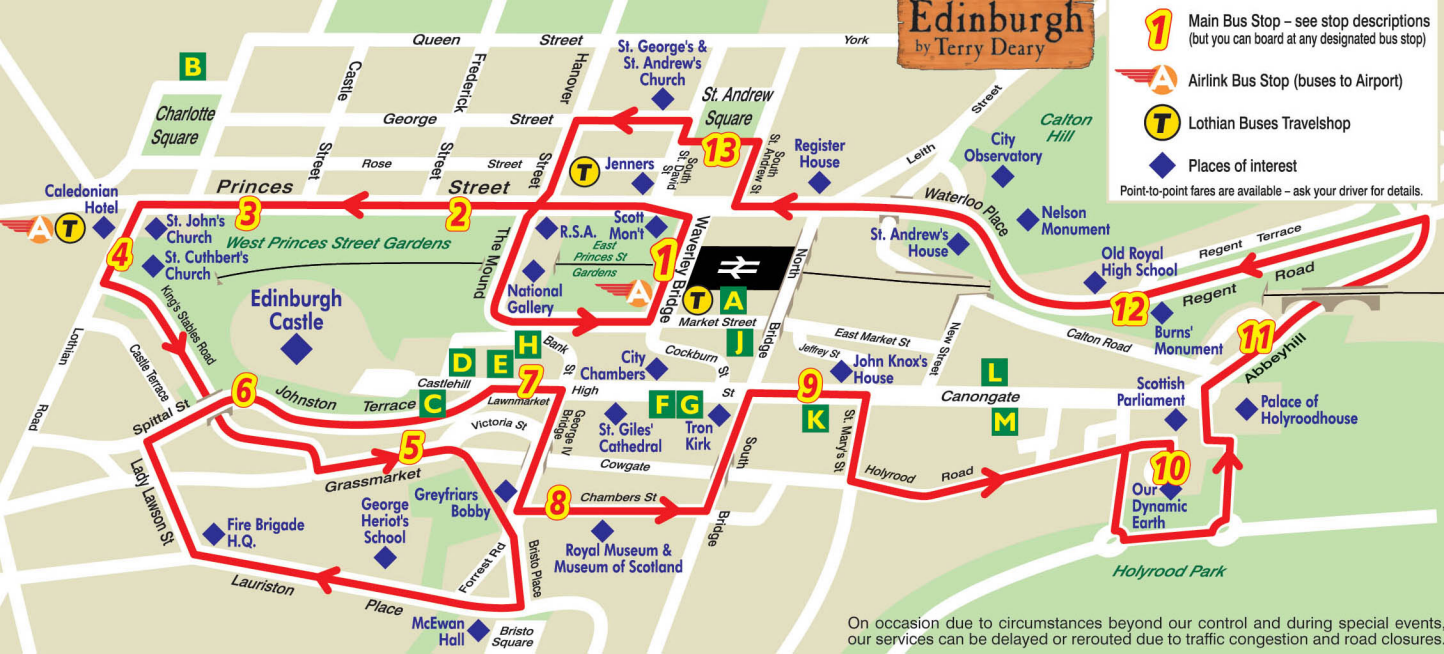 Edinburgh
by Terry Deary
1 Main Bus Stop – see stop descriptions
(but you can board at any designated bus stop)
A Airlink Bus Stop (buses to Airport)
T Lothian Buses Travelshop
Places of interest
Point-to-point fares are available – ask your driver for details.
Queen Street
York
B
Charlotte
Square
Castle
Street
Frederick
Street
Hanover
Street
St. George's &
St. Andrew's
Church
St. Andrew
Square
George Street
Rose Street
13
South
St. David
St.
South
St. Andrew St.
Register
House
Leith
Street
Calton
Hill
City
Observatory
Waterloo Place
Nelson
Monument
St. Andrew's
House
Old Royal
High School
Regent Terrace
Regent Road
12
Burns'
Monument
11
Abbeyhill
Calton Road
T
Jenners
Caledonian
Hotel
A
T
Princes Street
3
2
4
St. John's
Church
St. Cuthbert's
Church
West Princes Street Gardens
The Mound
R.S.A.
Scott
Mon't
East
Princes St
Gardens
1
A
National
Gallery
Waverley Bridge
T
A
North
Bridge
Market Street
J
East Market St
Jeffrey St
New Street
King's Stables Road
Edinburgh
Castle
Lothian
Road
Castle Terrace
Spittal St
6
Johnston Terrace
Castlehill
D
E
H
C
Lawnmarket
7
Bank
St
High St
City
Chambers
Cockburn
St.
F
G
St. Giles'
Cathedral
Tron
Kirk
9
John Knox's
House
K
L
Canongate
M
Scottish
Parliament
Palace of
Holyroodhouse
Victoria St
George IV
Bridge
5
Grassmarket
Cowgate
South
Bridge
St. Mary's St
Holyrood Road
10
Our
Dynamic
Earth
Holyrood Park
Greyfriars
Bobby
8
Chambers St
Royal Museum &
Museum of Scotland
George
Heriot's
School
Fire Brigade
H.Q.
Lady Lawson St
Lauriston Place
Forrest Rd
Bristo Place
McEwan
Hall
Bristo
Square
On occasion due to circumstances beyond our control and during special events,
our services can be delayed or rerouted due to traffic congestion and road closures.